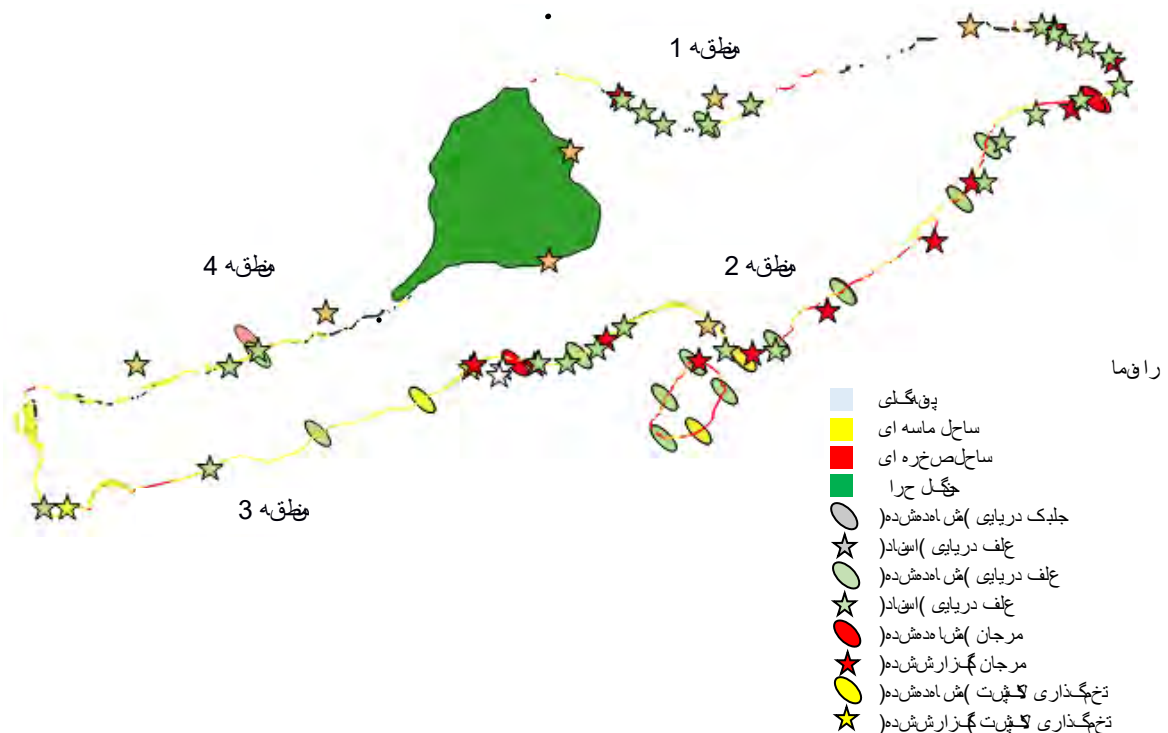 منطقه 1
منطقه 4
منطقه 2
منطقه 3
راهنما
پهنه گلی
ساحل ماسه ای
ساحل صخره ای
جنگل حرا
جلبک دریایی (مشاهده شده)
علف دریایی (اسناد)
علف دریایی (مشاهده شده)
علف دریایی (اسناد)
مرجان (مشاهده شده)
مرجان (گزارش شده)
تخم گذاری لاک پشت (مشاهده شده)
تخم گذاری لاک پشت (گزارش شده)